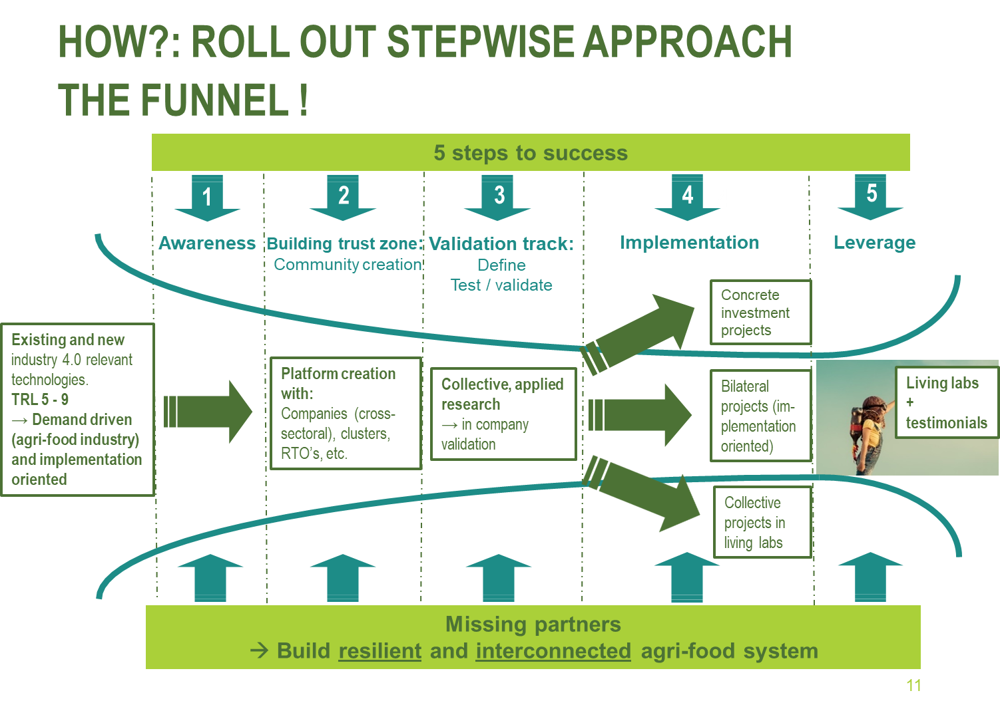 HOW?: ROLL OUT STEPWISE APPROACH
THE FUNNEL !
5 steps to success
1
2
3
4
5
Awareness
Building trust zone:
Community creation
Validation track:
Define
Test / validate
Implementation
Leverage
Existing and new
industry 4.0 relevant
technologies.
TRL 5 - 9
→ Demand driven
(agri-food industry)
and implementation
oriented
Platform creation
with:
Companies (cross-
sectoral), clusters,
RTO’s, etc.
Collective, applied
research
→ in company
validation
Concrete
investment
projects
Bilateral
projects (im-
plementation
oriented)
Collective
projects in
living labs
Living labs
+
testimonials
Missing partners
→ Build resilient and interconnected agri-food system
11